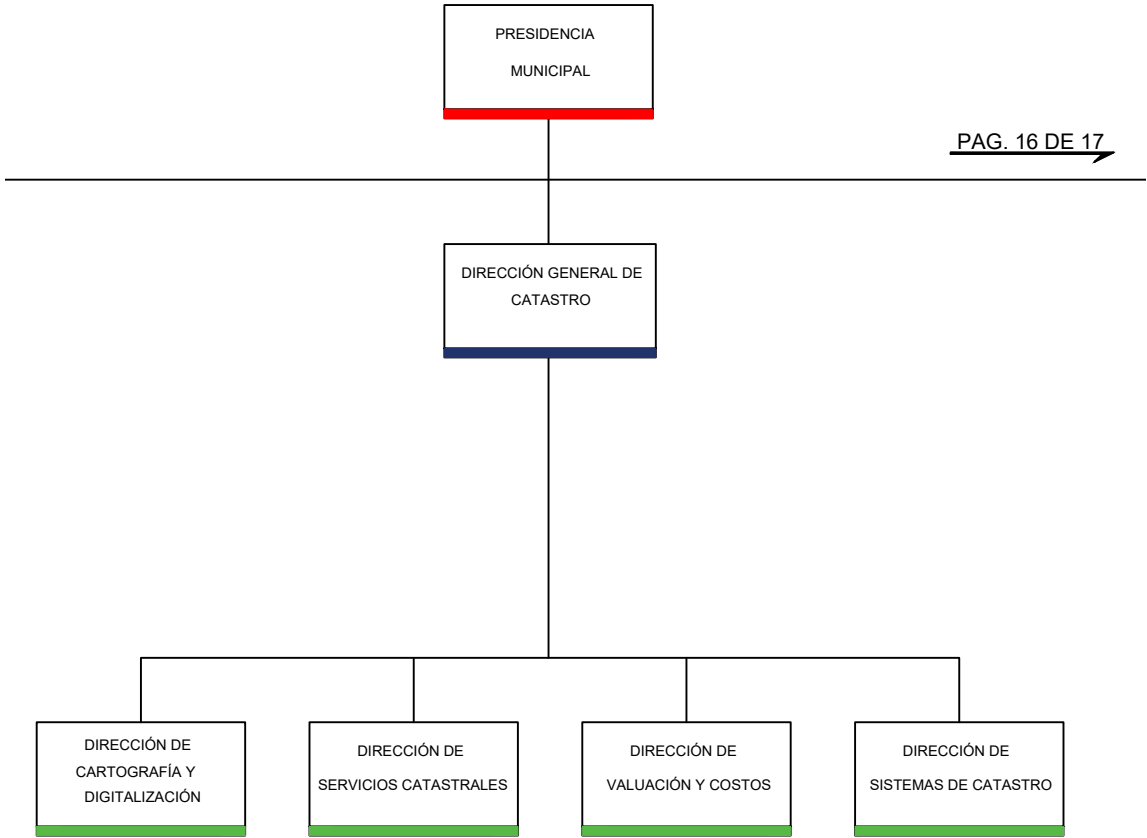 PRESIDENCIA
MUNICIPAL
PAG. 16 DE 17
DIRECCIÓN GENERAL DE
CATASTRO
DIRECCIÓN DE
CARTOGRAFÍA Y
DIGITALIZACIÓN
DIRECCIÓN DE
SERVICIOS CATASTRALES
DIRECCIÓN DE
VALUACIÓN Y COSTOS
DIRECCIÓN DE
SISTEMAS DE CATASTRO